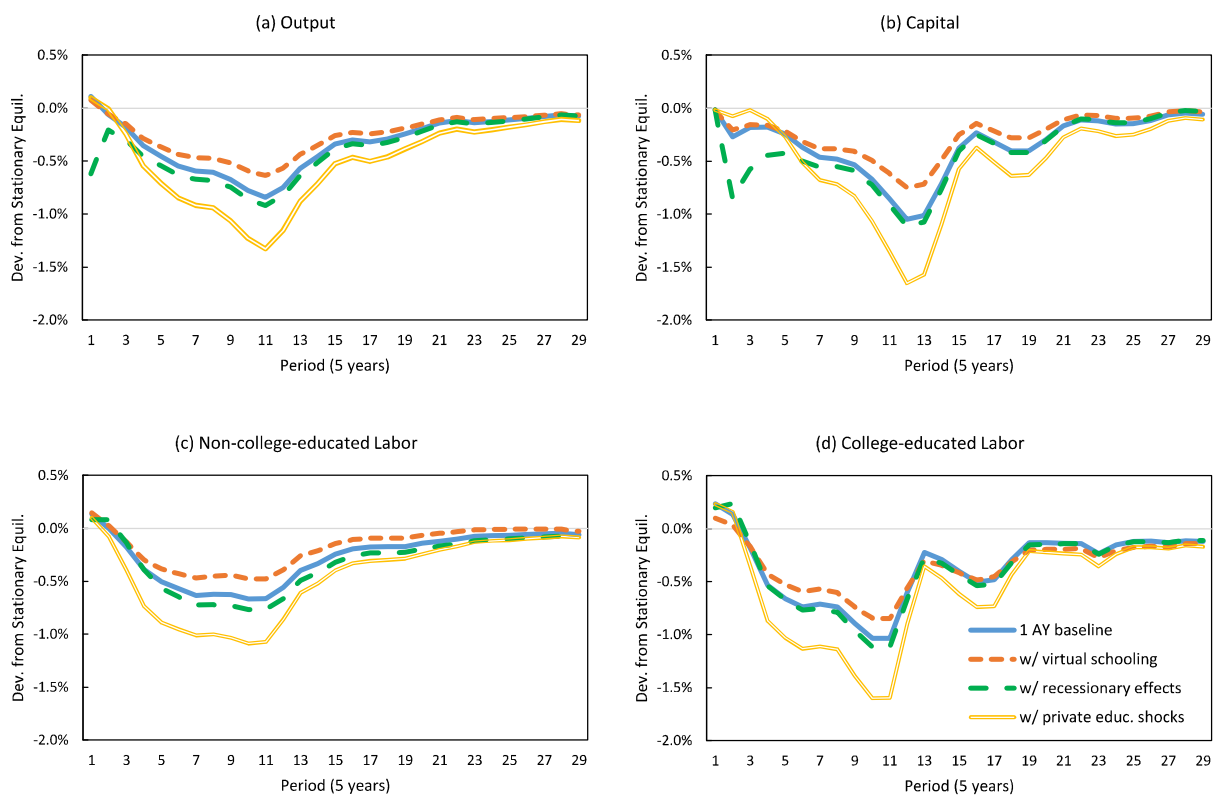 (a) Output
Dev. from Stationary Equil.
0.5%
0.0%
-0.5%
-1.0%
-1.5%
-2.0%
1 3 5 7 9 11 13 15 17 19 21 23 25 27 29
Period (5 years)
(b) Capital
Dev. from Stationary Equil.
0.5%
0.0%
-0.5%
-1.0%
-1.5%
-2.0%
1 3 5 7 9 11 13 15 17 19 21 23 25 27 29
Period (5 years)
(c) Non-college-educated Labor
Dev. from Stationary Equil.
0.5%
0.0%
-0.5%
-1.0%
-1.5%
-2.0%
1 3 5 7 9 11 13 15 17 19 21 23 25 27 29
Period (5 years)
(d) College-educated Labor
Dev. from Stationary Equil.
0.5%
0.0%
-0.5%
-1.0%
-1.5%
-2.0%
1 AY baseline
w/ virtual schooling
w/ recessionary effects
w/ private educ. shocks
1 3 5 7 9 11 13 15 17 19 21 23 25 27 29
Period (5 years)